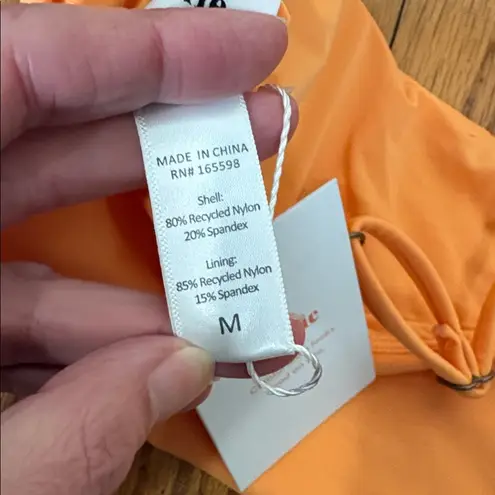 MADE IN CHINA
RN# 165598
Shell:
80% Recycled Nylon
20% Spandex
Lining:
85% Recycled Nylon
15% Spandex
M